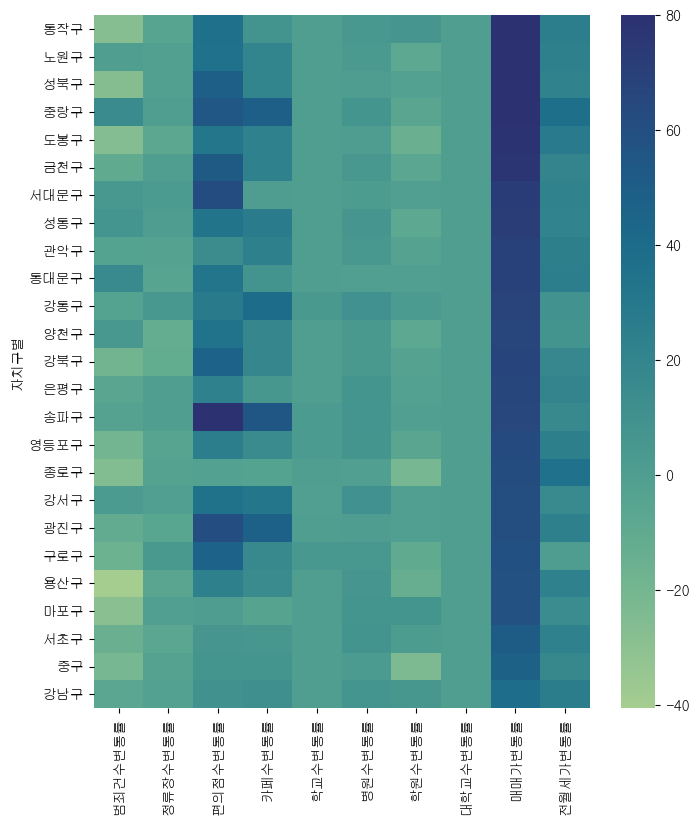 자치구별
동작구
노원구
성북구
중랑구
도봉구
금천구
서대문구
성동구
관악구
동대문구
강동구
양천구
강북구
은평구
송파구
영등포구
종로구
강서구
광진구
구로구
용산구
마포구
서초구
중구
강남구
범죄건수변동률
정류장수변동률
편의점수변동률
카페수변동률
학교수변동률
병원수변동률
학원수변동률
대학교수변동률
매매가변동률
전월세가변동률
80
60
40
20
0
−20
−40